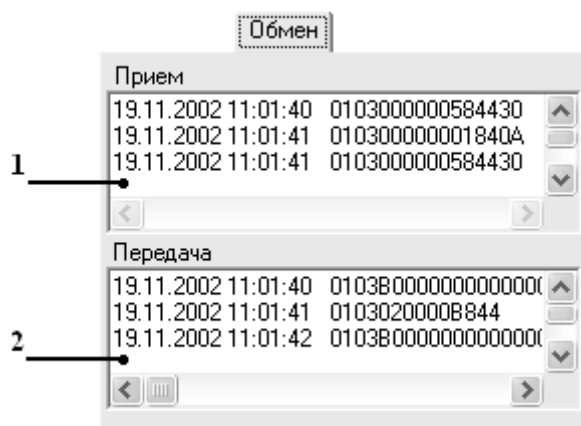 Обмен
Прием
19.11.2002 11:01:40 0103000000584430
19.11.2002 11:01:41 010300000001840A
19.11.2002 11:01:41 0103000000584430
1
Передача
19.11.2002 11:01:40 0103B0000000000000(
19.11.2002 11:01:41 0103020000B844
19.11.2002 11:01:42 0103B0000000000000(
2